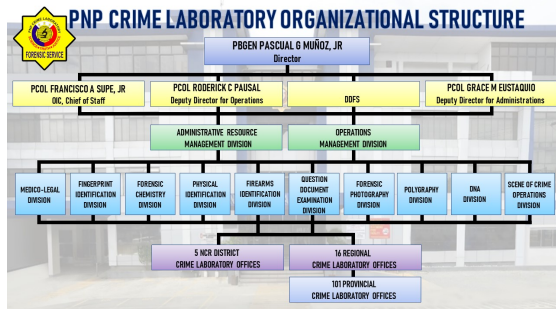 PNP CRIME LABORATORY ORGANIZATIONAL STRUCTURE
FORENSIC SERVICE
PBGEN PASCUAL G MUÑOZ, JR
Director
PCOL FRANCISCO A SUPE, JR
OIC, Chief of Staff
PCOL RODERICK C PAUSAL
Deputy Director for Operations
DDFS
PCOL GRACE M EUSTAQUIO
Deputy Director for Administrations
ADMINISTRATIVE RESOURCE
MANAGEMENT DIVISION
OPERATIONS
MANAGEMENT DIVISION
MEDICO-LEGAL
DIVISION
FINGERPRINT
IDENTIFICATION
DIVISION
FORENSIC
CHEMISTRY
DIVISION
PHYSICAL
IDENTIFICATION
DIVISION
FIREARMS
IDENTIFICATION
DIVISION
QUESTION
DOCUMENT
EXAMINATION
DIVISION
FORENSIC
PHOTOGRAPHY
DIVISION
POLYGRAPHY
DIVISION
DNA
DIVISION
SCENE OF CRIME
OPERATIONS
DIVISION
5 NCR DISTRICT
CRIME LABORATORY OFFICES
16 REGIONAL
CRIME LABORATORY OFFICES
101 PROVINCIAL
CRIME LABORATORY OFFICES